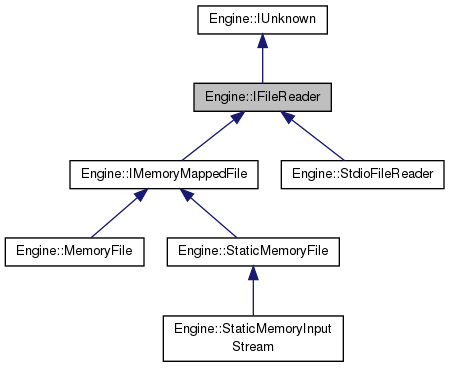 Engine::IUnknown
Engine::IFileReader
Engine::IMemoryMappedFile
Engine::StdioFileReader
Engine::MemoryFile
Engine::StaticMemoryFile
Engine::StaticMemoryInput
Stream